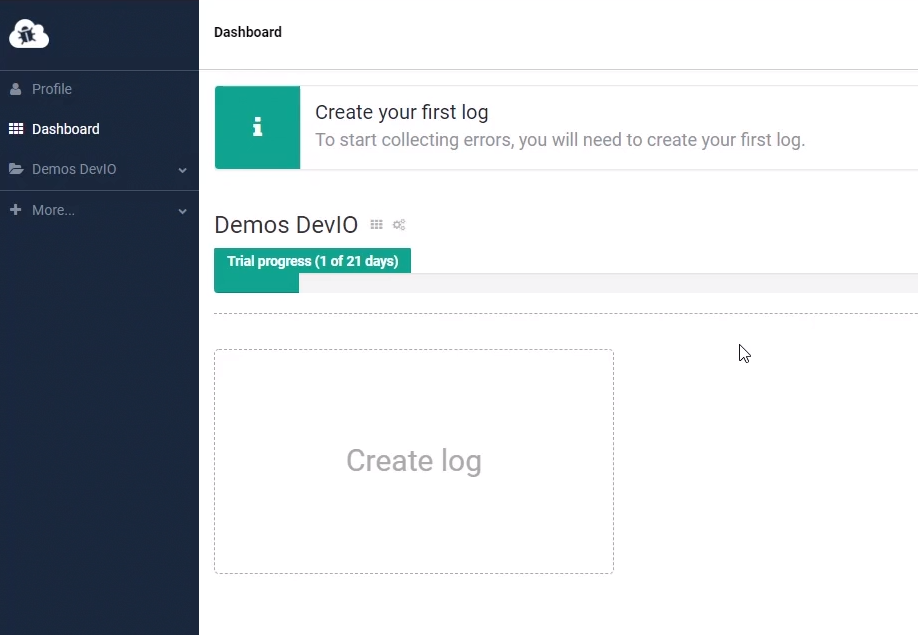 Dashboard
Profile
Dashboard
Demos DevIO
More...
Create your first log
To start collecting errors, you will need to create your first log.
Demos DevIO
Trial progress (1 of 21 days)
Create log